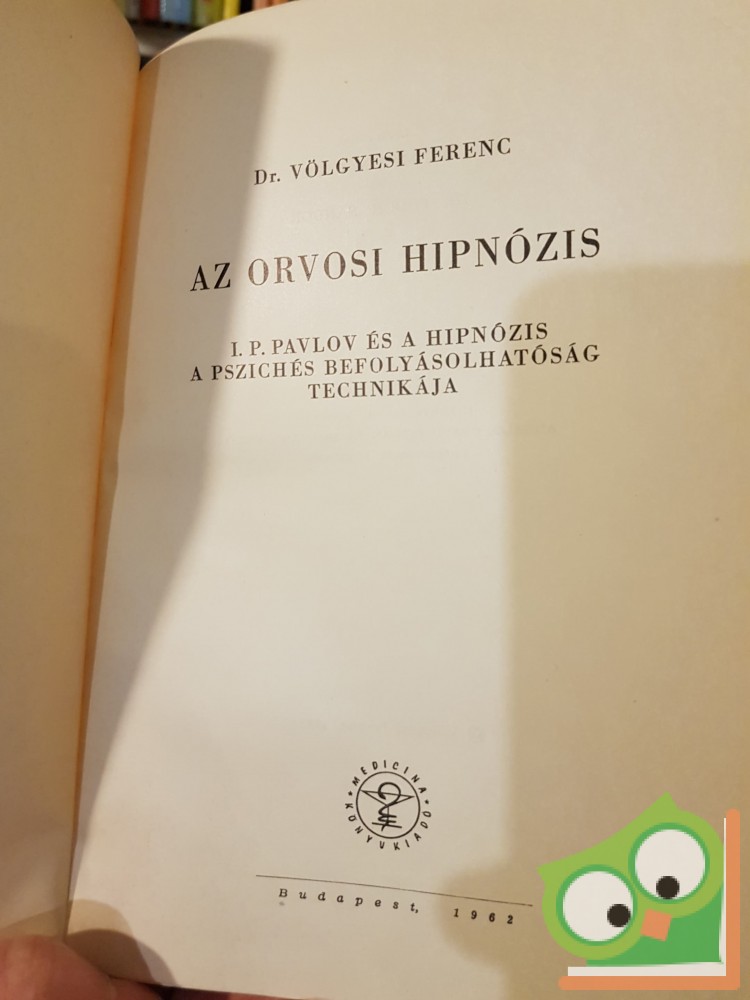 Dr. VÖLGYESI FERENC
AZ ORVOSI HIPNÓZIS
I. P. PAVLOV ÉS A HIPNÓZIS
A PSZICHÉS BEFOLYÁSOLHATÓSÁG
TECHNIKÁJA
MEDICINA
KÖNYVKIADÓ
Budapest, 1962